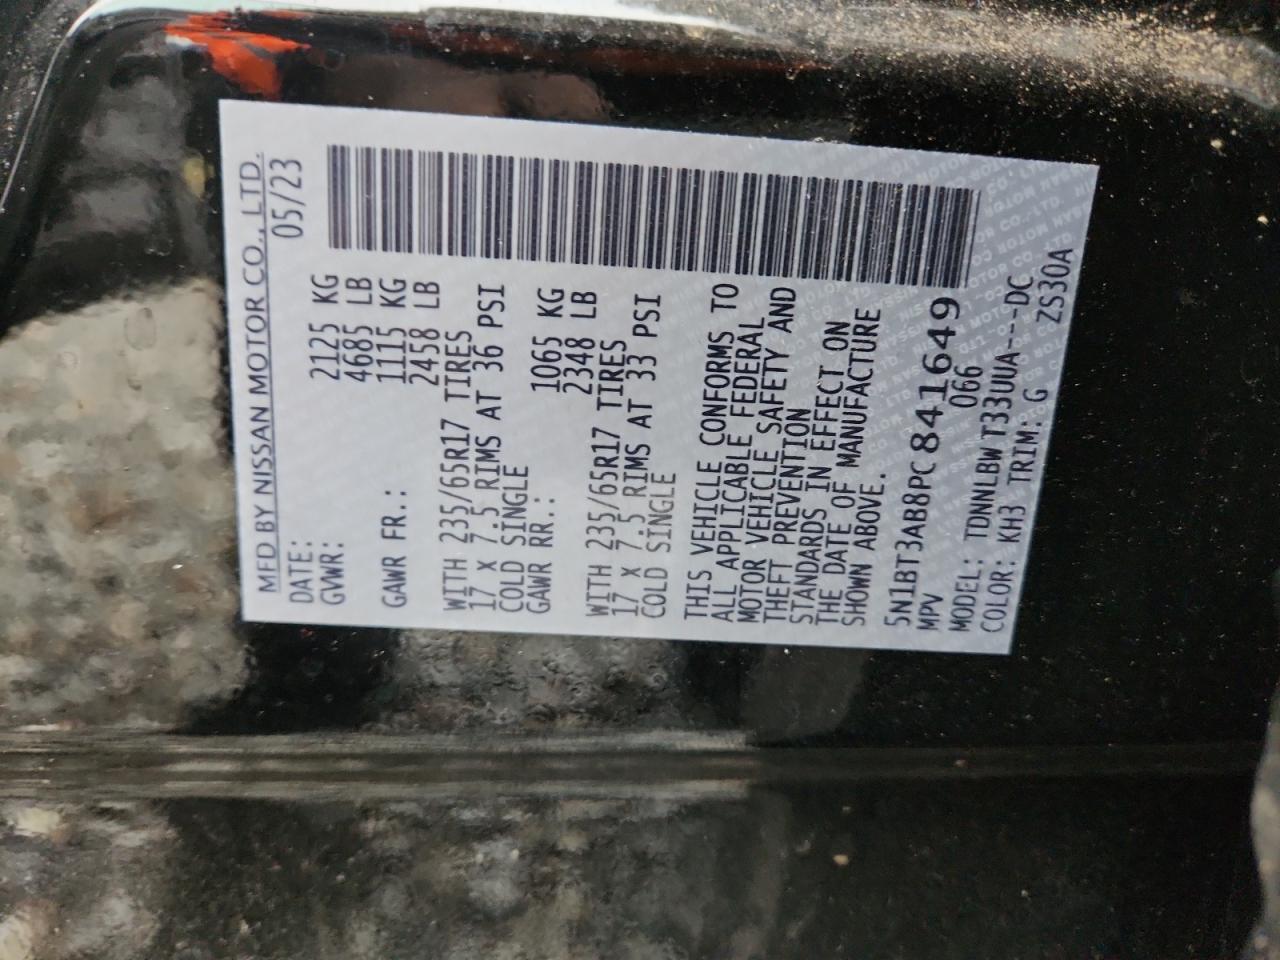 MFD BY NISSAN MOTOR CO., LTD.
DATE: 05/23
GVWR: 2125 KG
4685 LB
GAWR FR.: 1115 KG
2458 LB
WITH 235/65R17 TIRES
17 X 7.5 RIMS AT 36 PSI
COLD SINGLE
GAWR RR.: 1065 KG
2348 LB
WITH 235/65R17 TIRES
17 X 7.5 RIMS AT 33 PSI
COLD SINGLE
THIS VEHICLE CONFORMS TO
ALL APPLICABLE FEDERAL
MOTOR VEHICLE SAFETY AND
THEFT PREVENTION
STANDARDS IN EFFECT ON
THE DATE OF MANUFACTURE
SHOWN ABOVE.
5N1BT3AB8PC841649
MPV 066
MODEL: TDNNLBW T33UUA---DC
COLOR: KH3 TRIM: G ZS30A